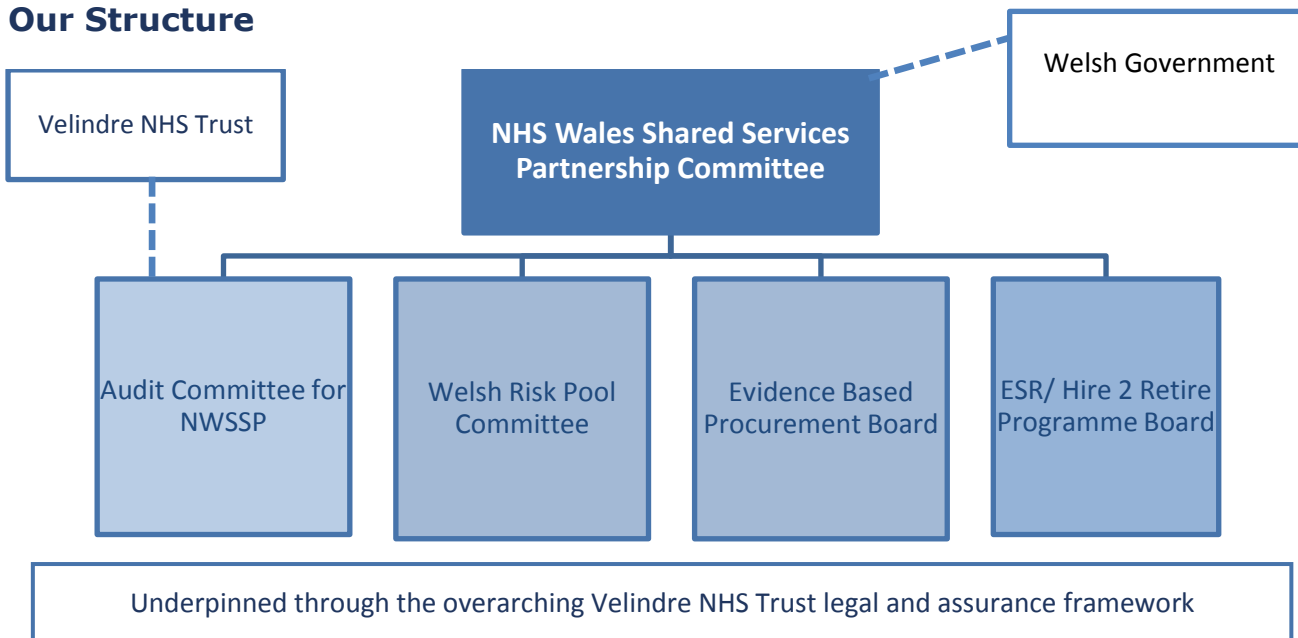 Our Structure
Welsh Government
Velindre NHS Trust
NHS Wales Shared Services
Partnership Committee
Audit Committee for
NWSSP
Welsh Risk Pool
Committee
Evidence Based
Procurement Board
ESR/ Hire 2 Retire
Programme Board
Underpinned through the overarching Velindre NHS Trust legal and assurance framework